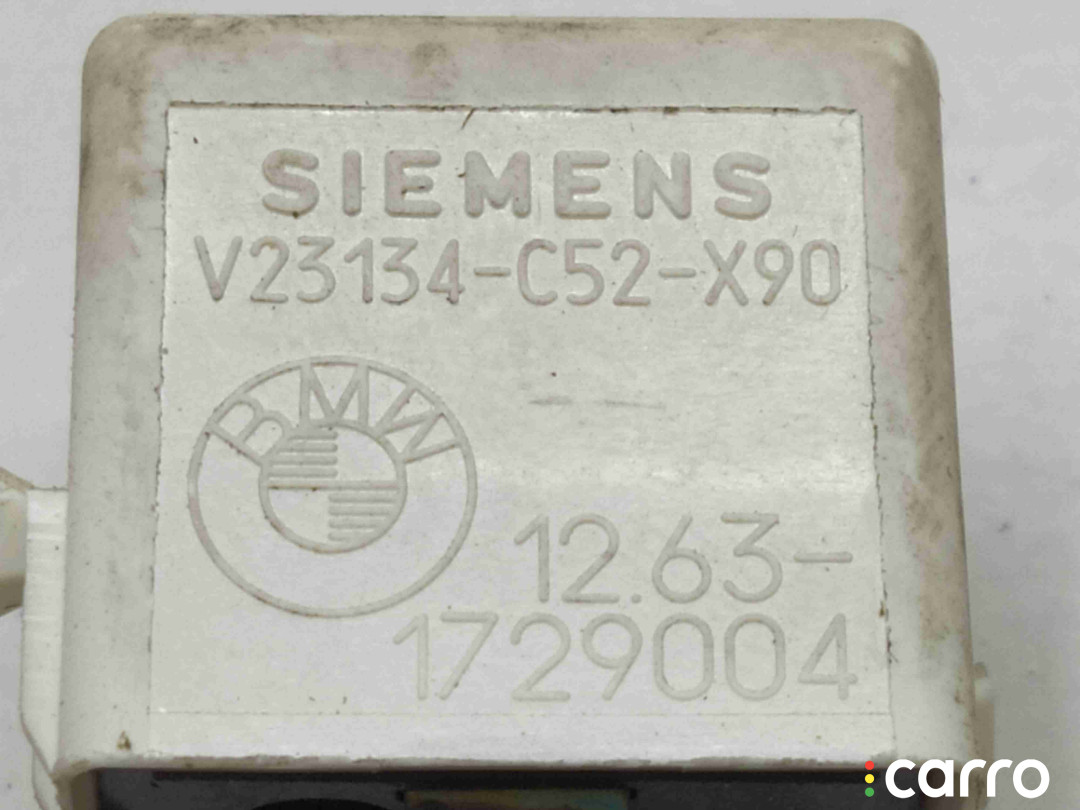 SIEMENS
V23134-C52-X90
BMW
12.63-
1729004
carro